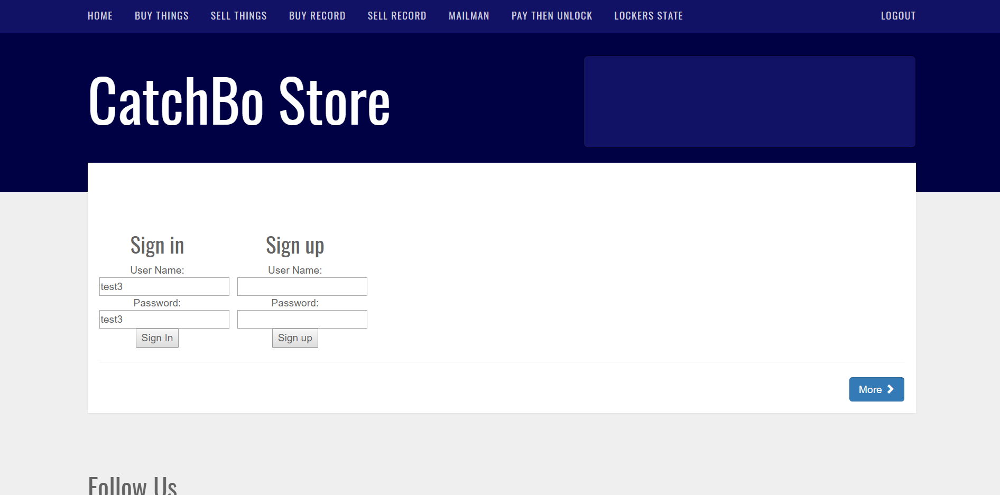 HOME BUY THINGS SELL THINGS BUY RECORD SELL RECORD MAILMAN PAY THEN UNLOCK LOCKERS STATE LOGOUT
CatchBo Store
Sign in Sign up
User Name: User Name:
test3
Password: Password:
test3
Sign In Sign up
More
Follow Us